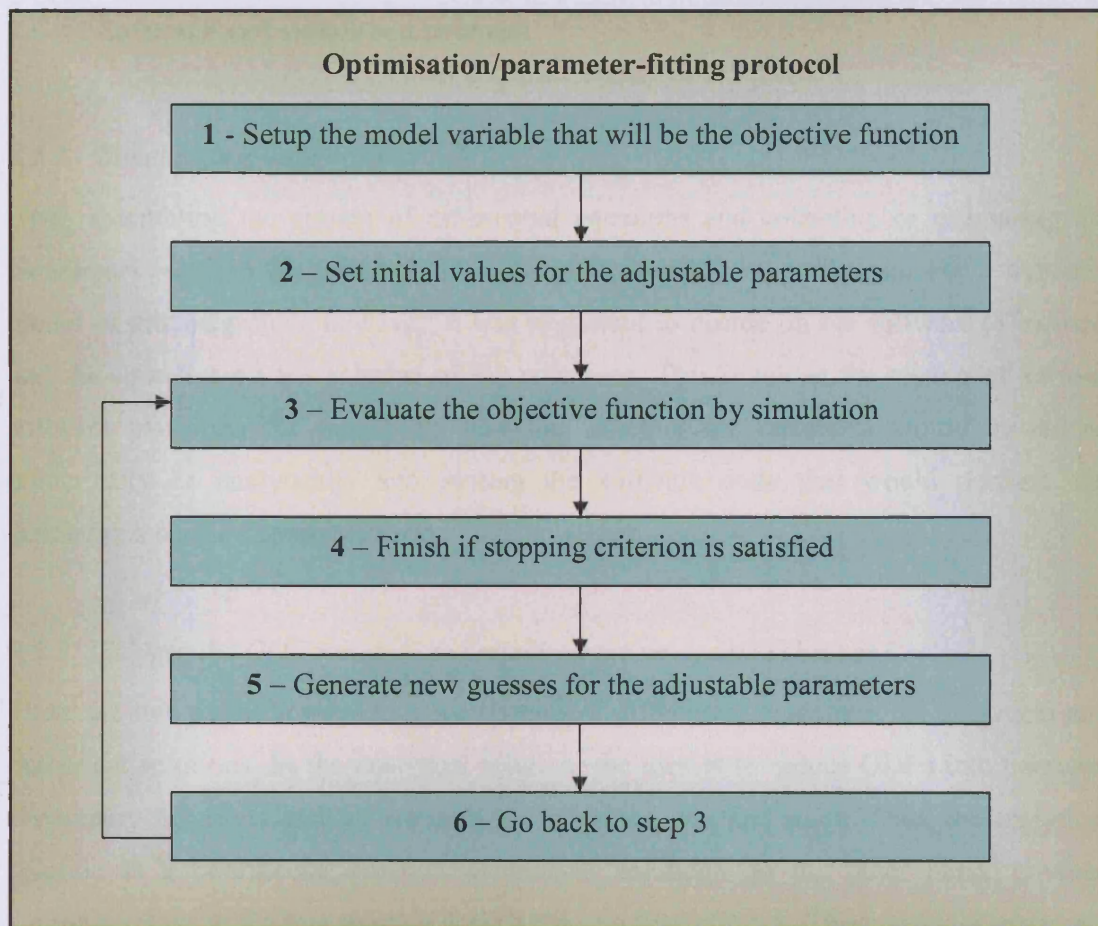 Optimisation/parameter-fitting protocol
1 - Setup the model variable that will be the objective function
2 – Set initial values for the adjustable parameters
3 – Evaluate the objective function by simulation
4 – Finish if stopping criterion is satisfied
5 – Generate new guesses for the adjustable parameters
6 – Go back to step 3